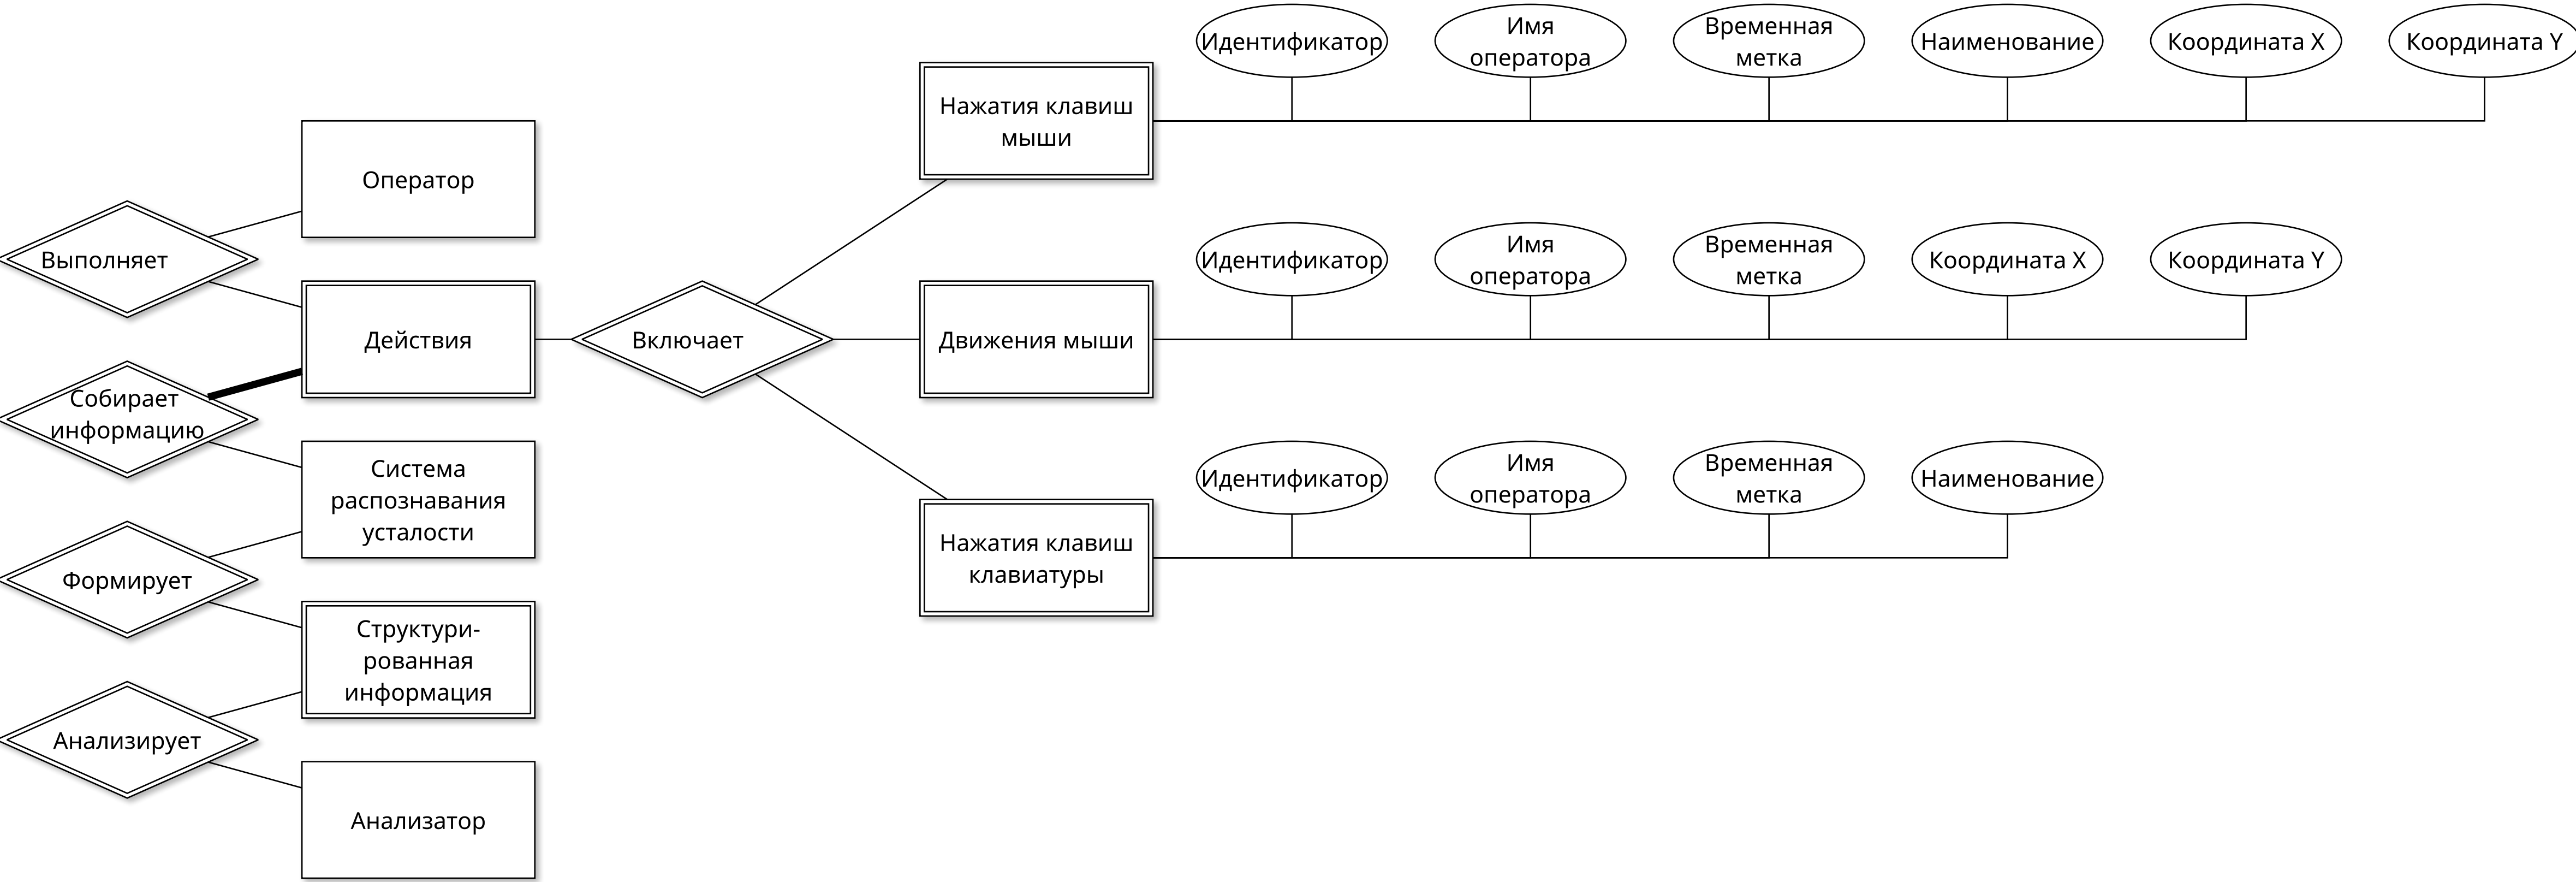 Идентификатор
Имя
оператора
Временная
метка
Наименование
Координата X
Координата Y
Нажатия клавиш
мыши
Оператор
Выполняет
Идентификатор
Имя
оператора
Временная
метка
Координата X
Координата Y
Действия
Включает
Движения мыши
Собирает
информацию
Система
распознавания
усталости
Идентификатор
Имя
оператора
Временная
метка
Наименование
Нажатия клавиш
клавиатуры
Формирует
Структури-
рованная
информация
Анализирует
Анализатор